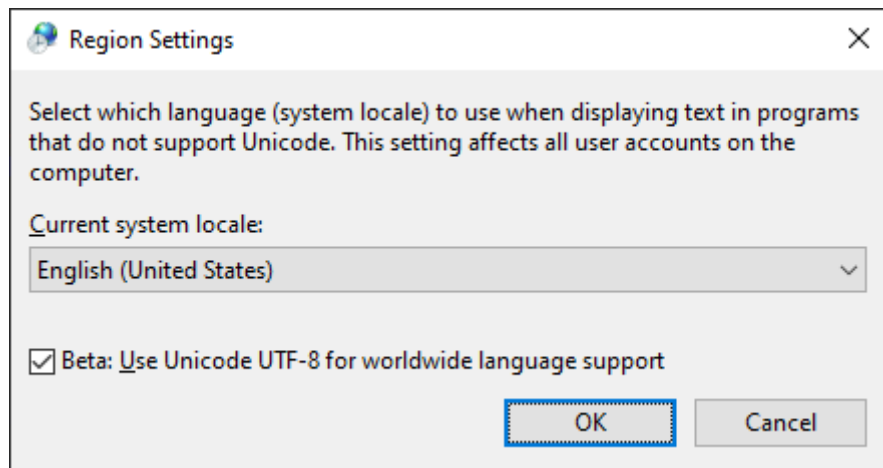 Region Settings
Select which language (system locale) to use when displaying text in programs
that do not support Unicode. This setting affects all user accounts on the
computer.
Current system locale:
English (United States)
Beta: Use Unicode UTF-8 for worldwide language support
OK Cancel